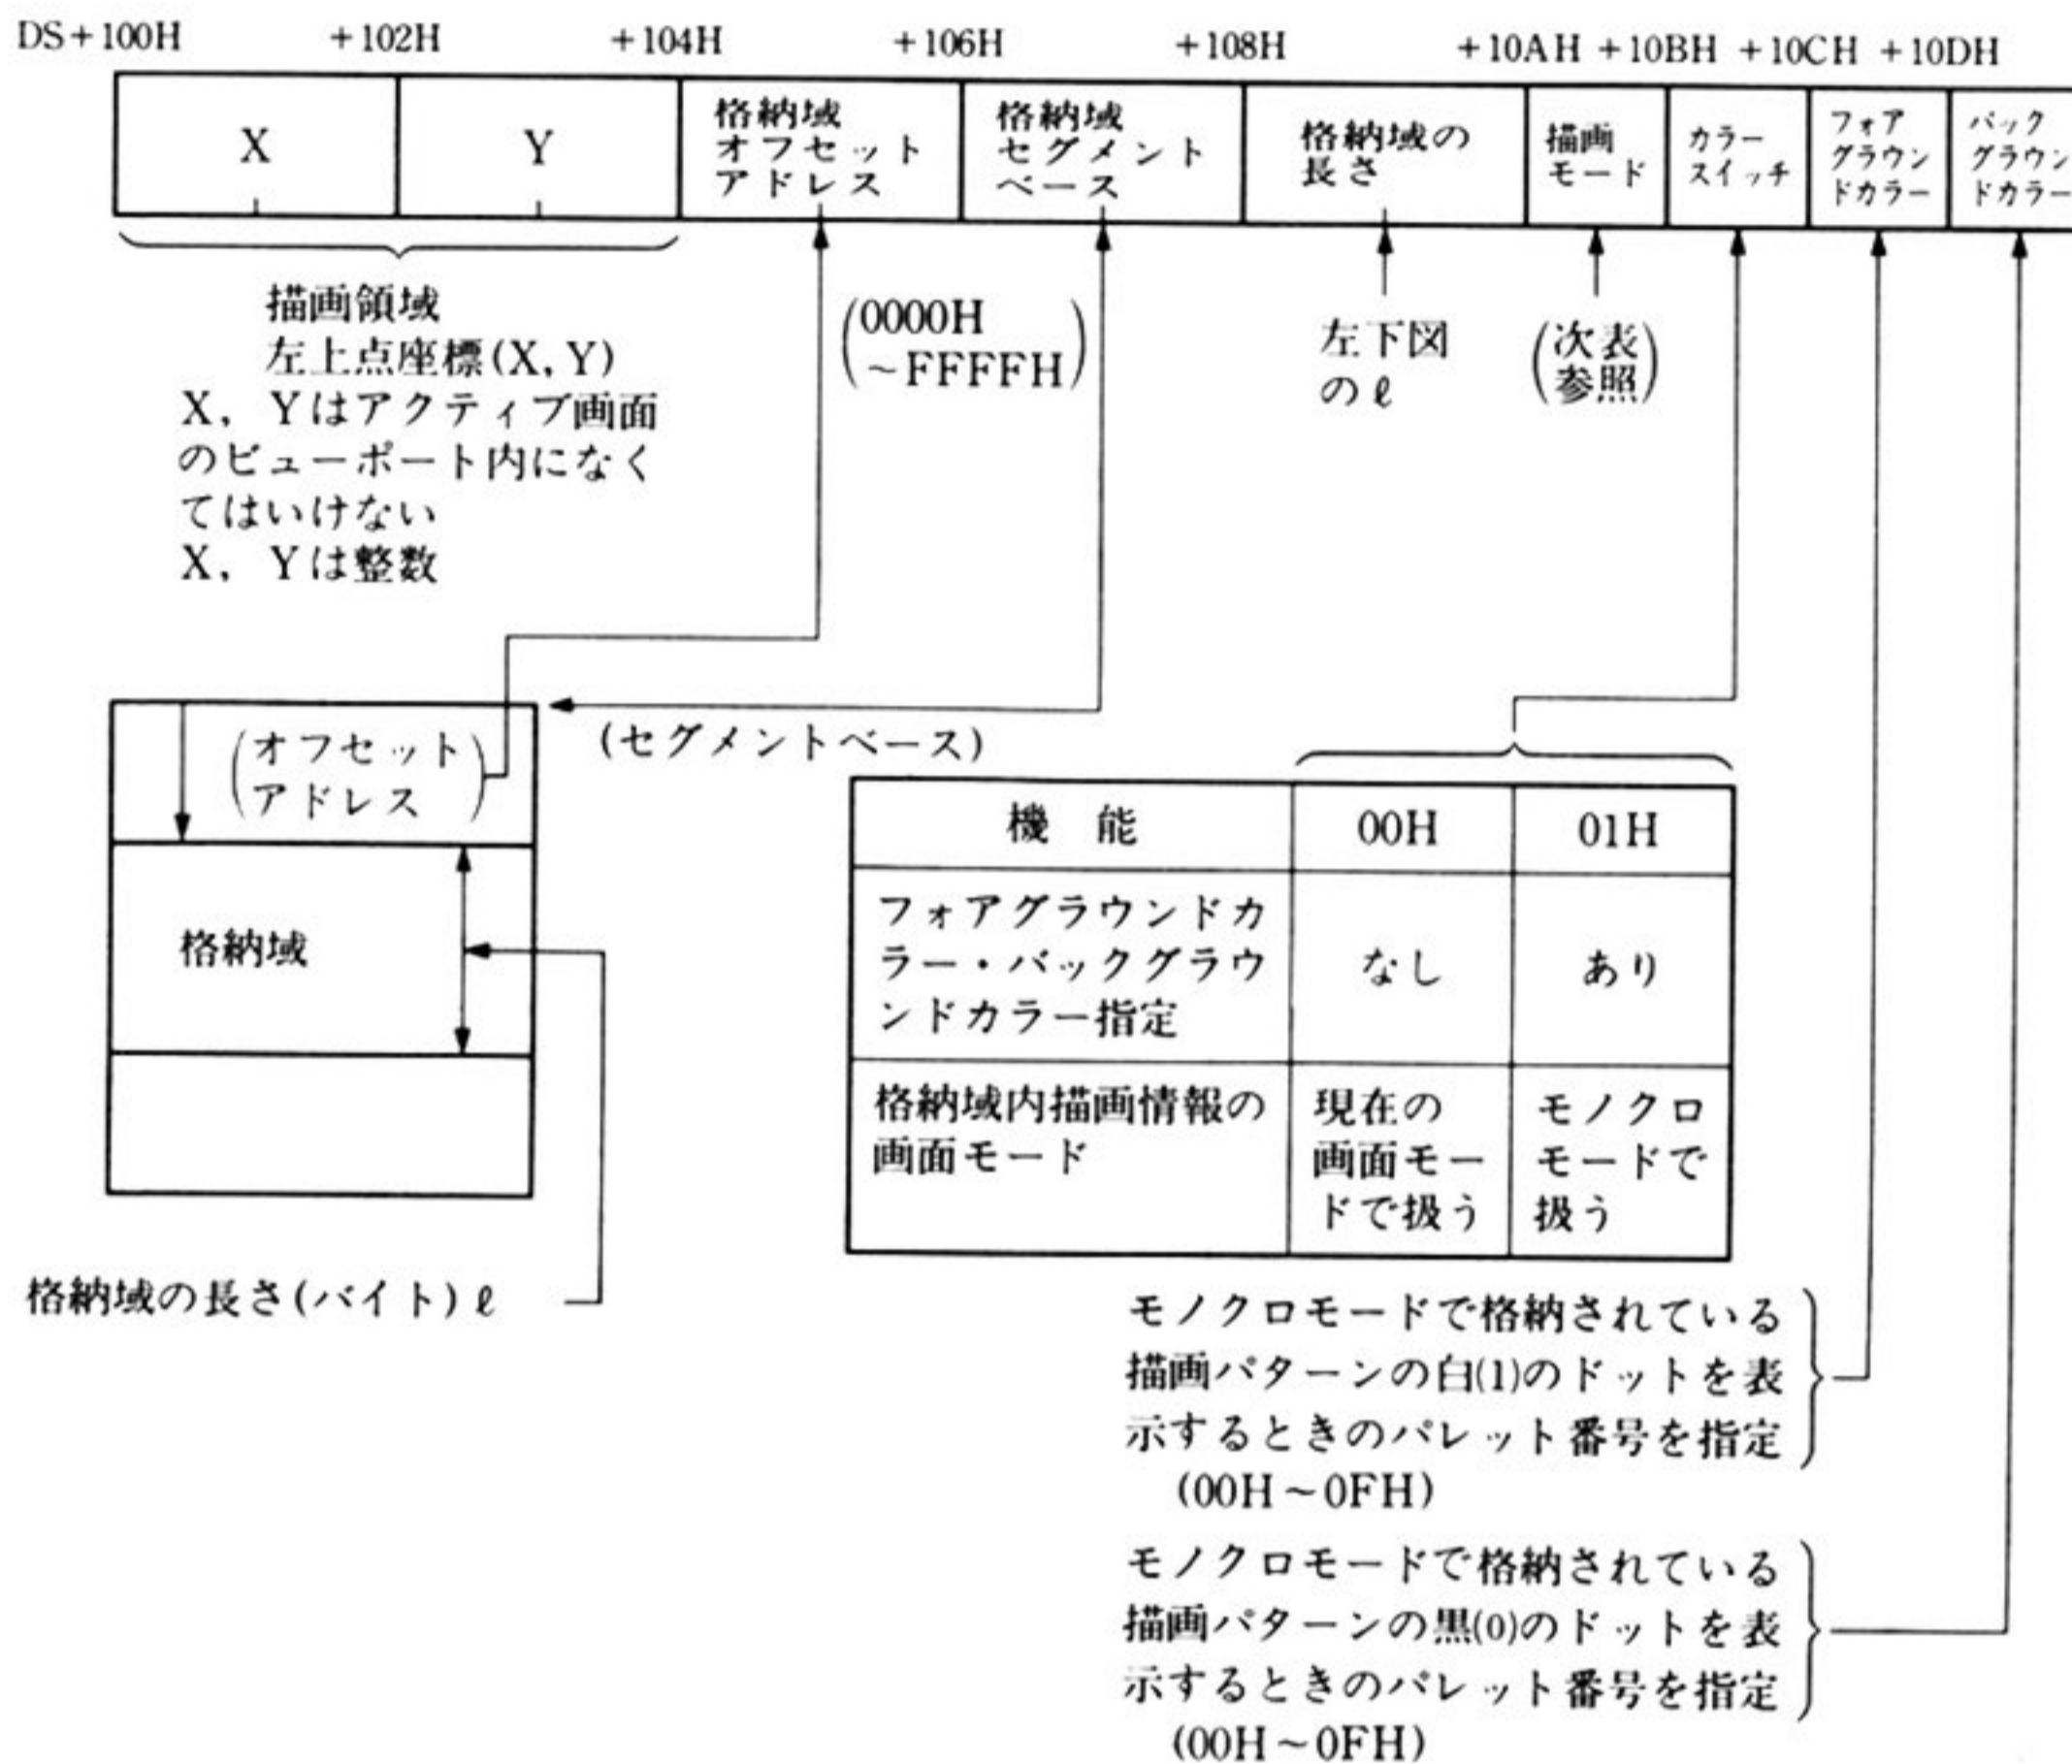 DS+100H +102H +104H +106H +108H +10AH +10BH +10CH +10DH
X
Y
格納域
オフセット
アドレス
格納域
セグメント
ベース
格納域の
長さ
描画
モード
カラー
スイッチ
フォア
グラウン
ドカラー
バック
グラウン
ドカラー
描画領域
左上点座標(X, Y)
X, Yはアクティブ画面
のビューポート内になく
てはいけない
X, Yは整数
(0000H
~FFFFH)
左下図
のℓ
(次表
参照)
(オフセット
アドレス)
(セグメントベース)
格納域
格納域の長さ(バイト)ℓ
機 能
00H
01H
フォアグラウンドカ
ラー・バックグラウ
ンドカラー指定
なし
あり
格納域内描画情報の
画面モード
現在の
画面モー
ドで扱う
モノクロ
モードで
扱う
モノクロモードで格納されている
描画パターンの白(1)のドットを表
示するときのパレット番号を指定
(00H~0FH)
モノクロモードで格納されている
描画パターンの黒(0)のドットを表
示するときのパレット番号を指定
(00H~0FH)